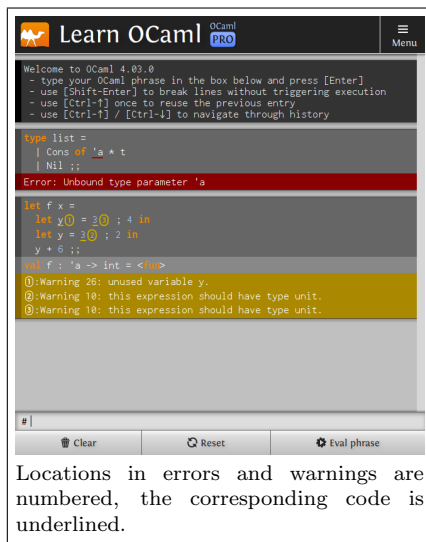 Learn OCaml OCaml PRO
Menu
Welcome to OCaml 4.03.0
- type your OCaml phrase in the box below and press [Enter]
- use [Shift-Enter] to break lines without triggering execution
- use [Ctrl-↑] once to reuse the previous entry
- use [Ctrl-↑] / [Ctrl-↓] to navigate through history
type list =
| Cons of 'a * t
| Nil ;;
Error: Unbound type parameter 'a
let f x =
let y① = 3③ ; 4 in
let y = 3② ; 2 in
y + 6 ;;
val f : 'a -> int = <fun>
①:Warning 26: unused variable y.
②:Warning 10: this expression should have type unit.
③:Warning 10: this expression should have type unit.
#
Clear Reset Eval phrase
Locations in errors and warnings are
numbered, the corresponding code is
underlined.